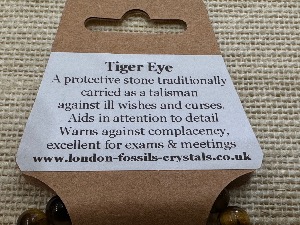 Tiger Eye
A protective stone traditionally
carried as a talisman
against ill wishes and curses.
Aids in attention to detail
Warns against complacency,
excellent for exams & meetings
www.london-fossils-crystals.co.uk